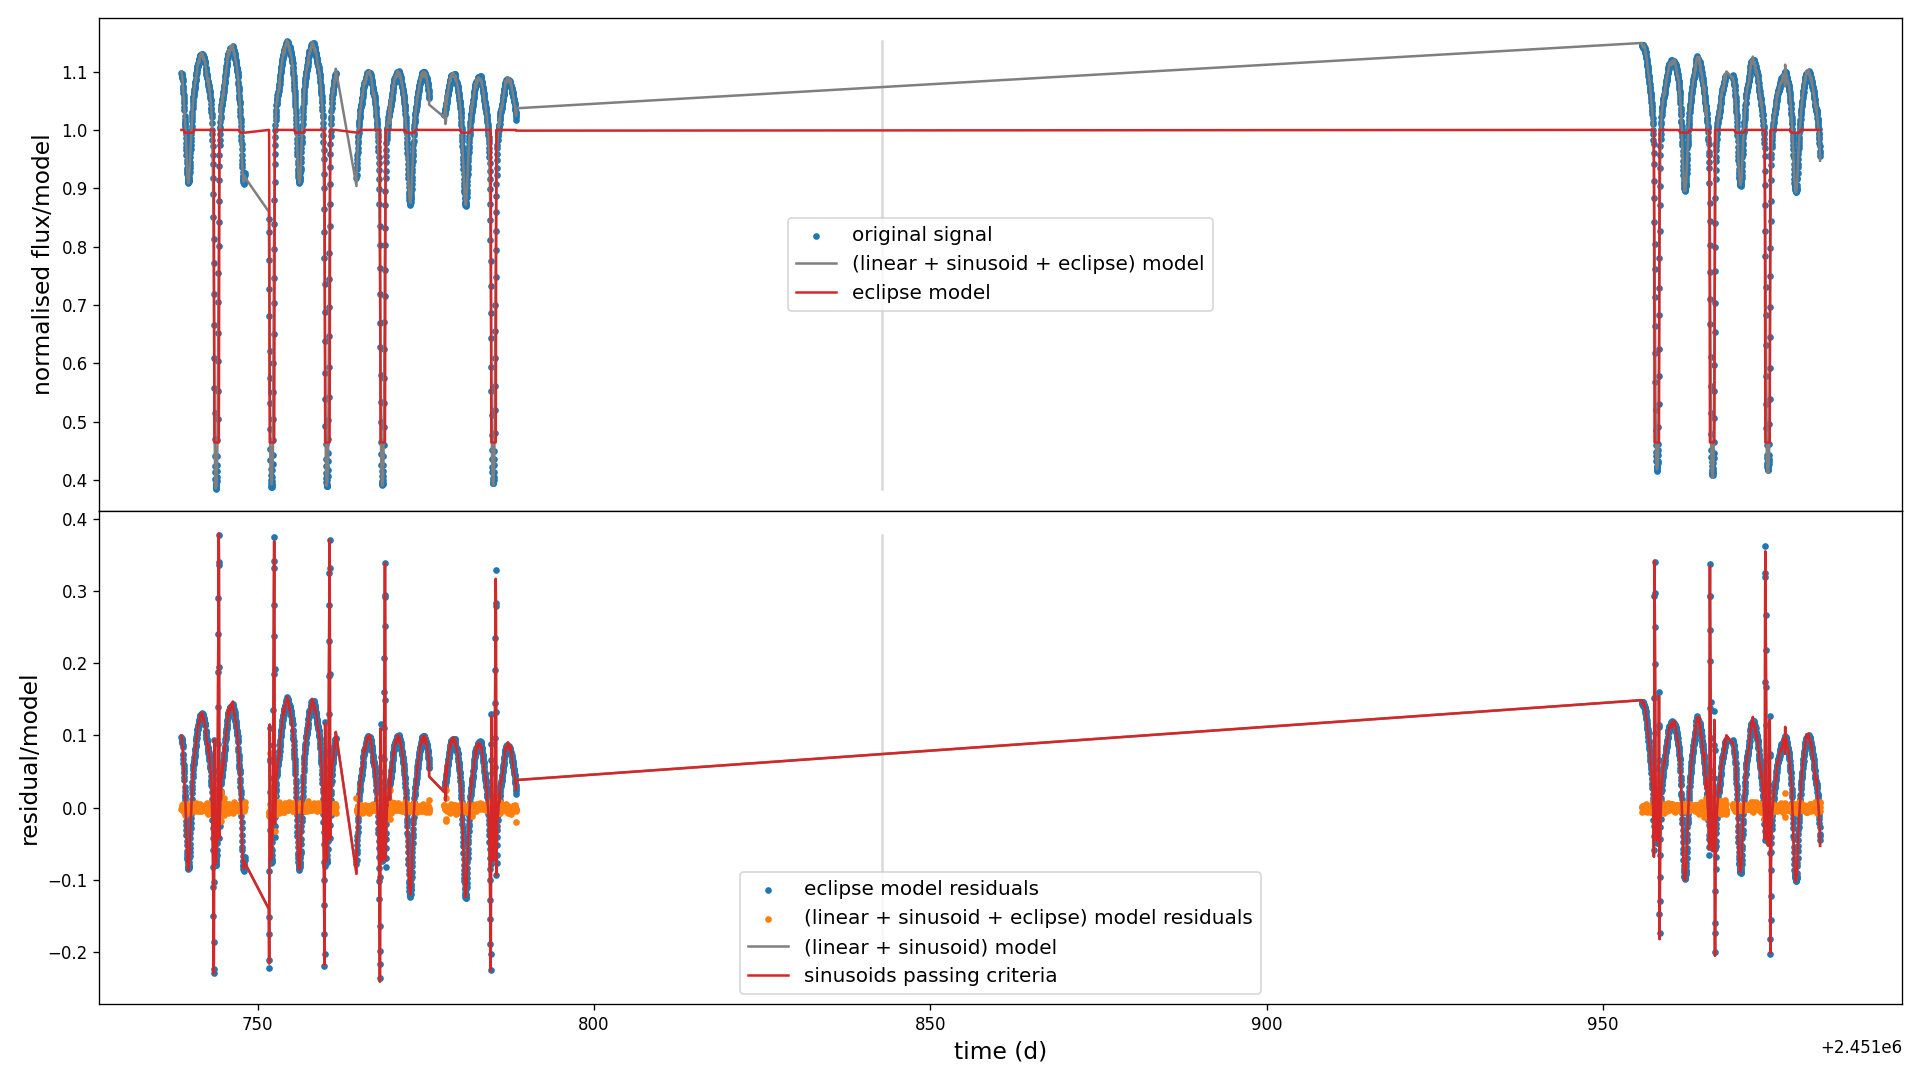 normalised flux/model
1.1
1.0
0.9
0.8
0.7
0.6
0.5
0.4
original signal
(linear + sinusoid + eclipse) model
eclipse model
residual/model
0.4
0.3
0.2
0.1
0.0
−0.1
−0.2
eclipse model residuals
(linear + sinusoid + eclipse) model residuals
(linear + sinusoid) model
sinusoids passing criteria
750 800 850 900 950
time (d)
+2.451e6